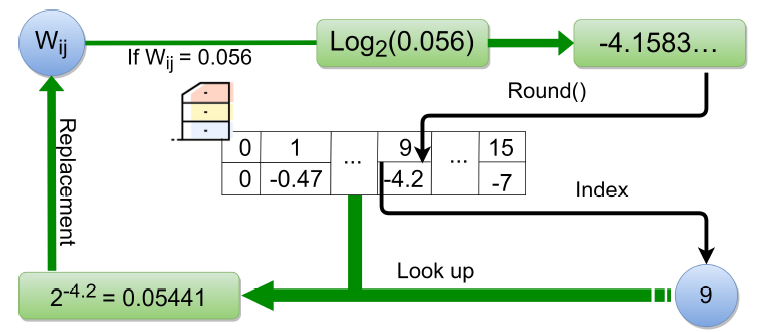 Wij
If Wij = 0.056
Log2(0.056)
-4.1583...
Round()
- 
- 
- 
0 1 ... 9 ... 15
0 -0.47 -4.2 -7
Replacement
Index
Look up
2-4.2 = 0.05441
9